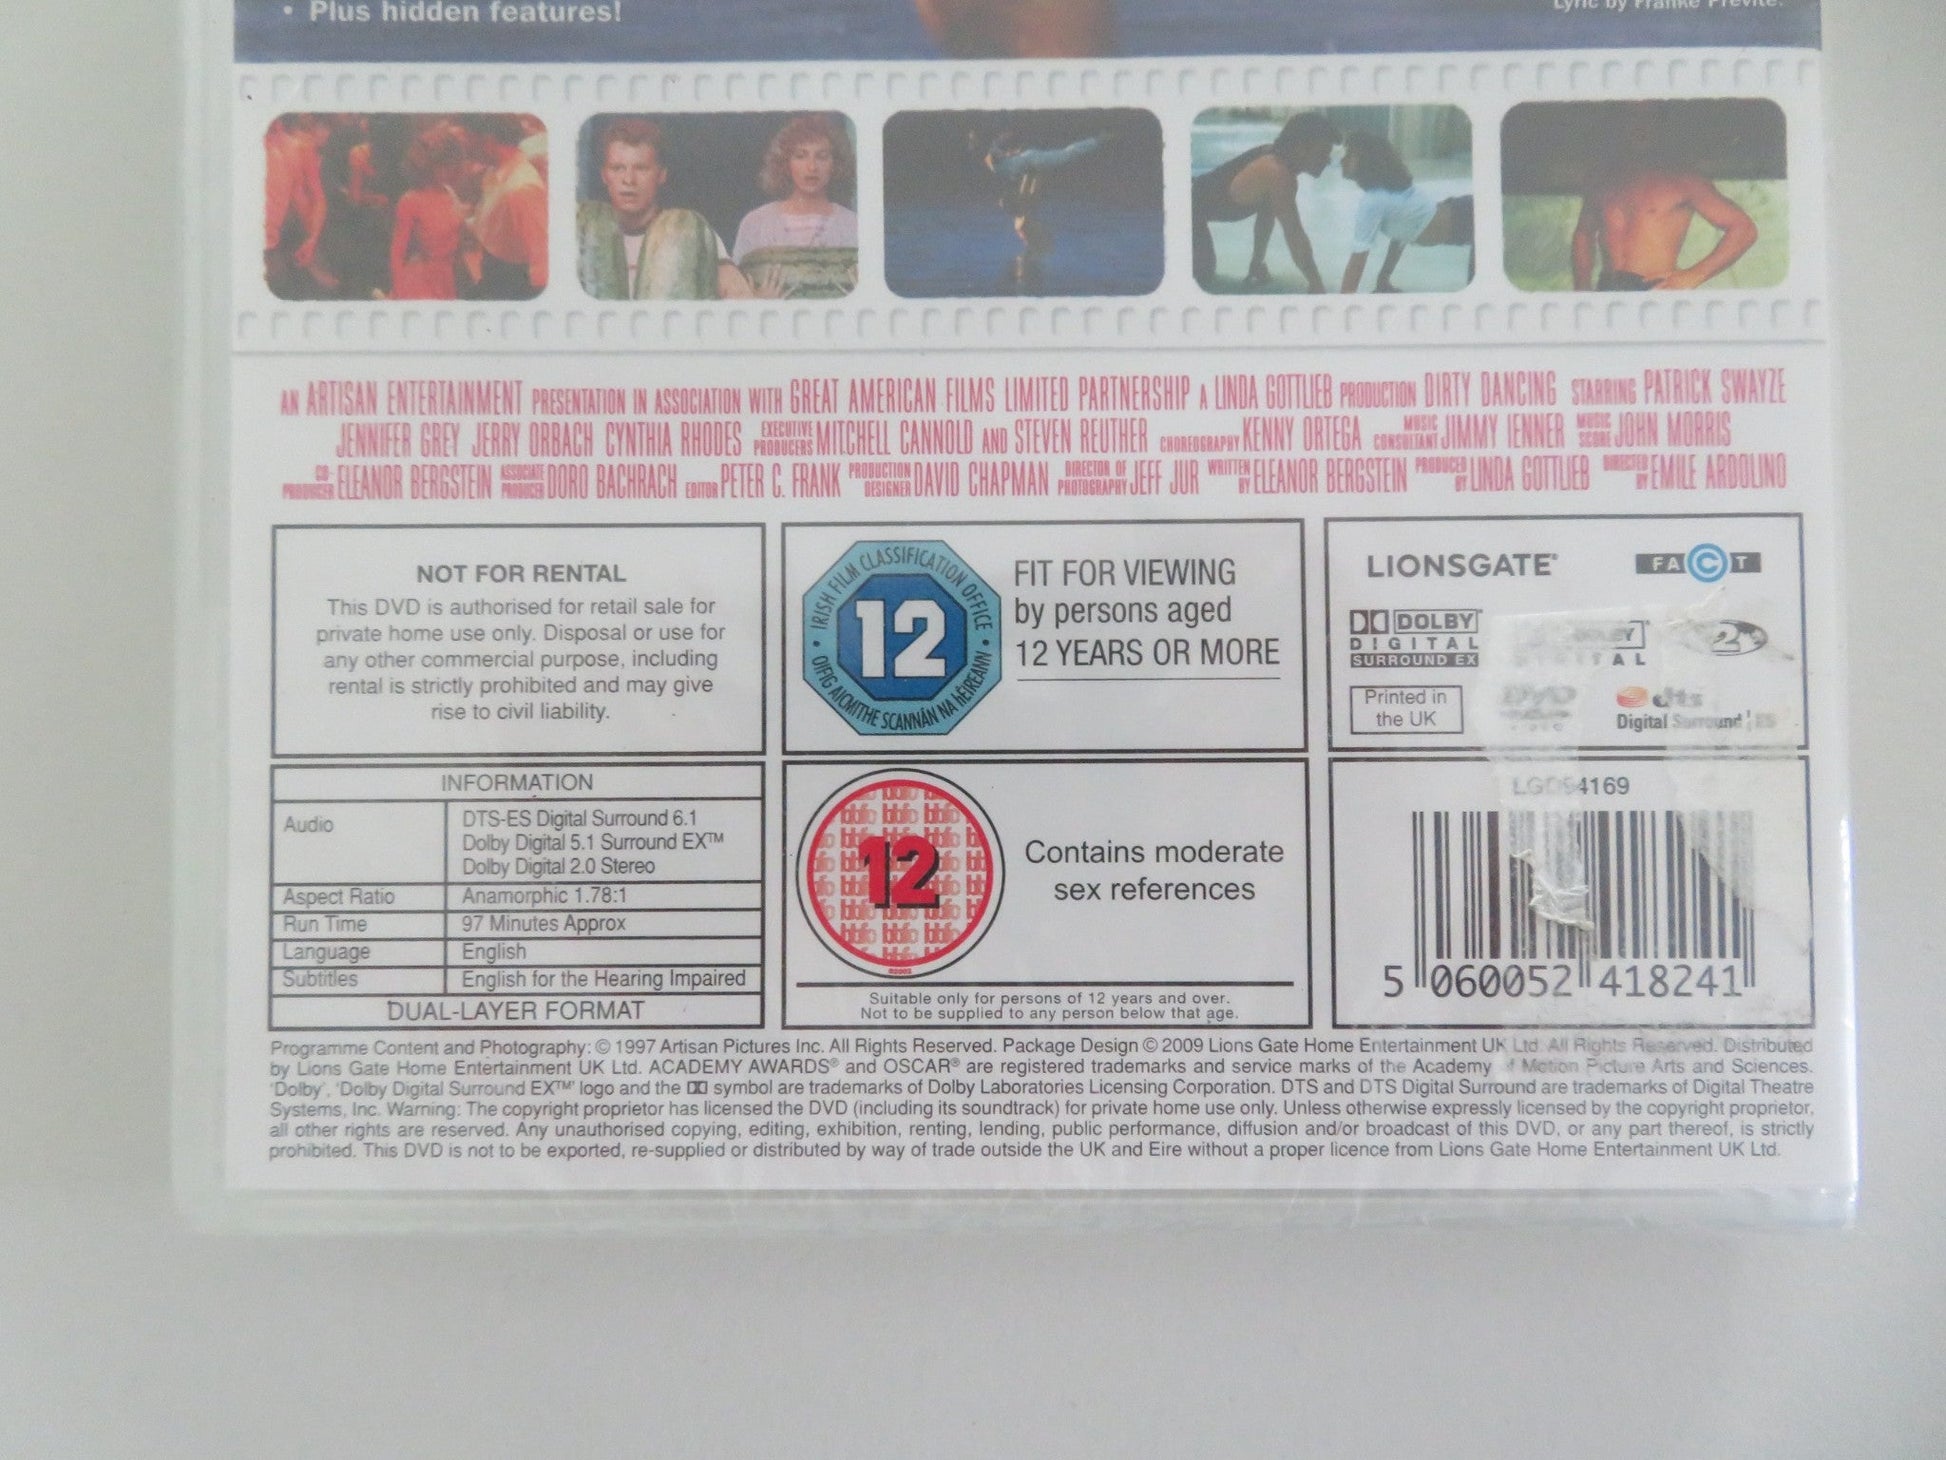 • Plus hidden features!
Lyric by Franke Previte.
AN ARTISAN ENTERTAINMENT PRESENTATION IN ASSOCIATION WITH GREAT AMERICAN FILMS LIMITED PARTNERSHIP A LINDA GOTTLIEB PRODUCTION DIRTY DANCING STARRING PATRICK SWAYZE
JENNIFER GREY JERRY ORBACH CYNTHIA RHODES EXECUTIVE PRODUCERS MITCHELL CANNOLD AND STEVEN REUTHER CHOREOGRAPHY KENNY ORTEGA MUSIC CONSULTANT JIMMY IENNER MUSIC SCORE JOHN MORRIS
CO-PRODUCER ELEANOR BERGSTEIN ASSOCIATE PRODUCER DORO BACHRACH EDITOR PETER C. FRANK PRODUCTION DESIGNER DAVID CHAPMAN DIRECTOR OF PHOTOGRAPHY JEFF JUR WRITTEN BY ELEANOR BERGSTEIN PRODUCED BY LINDA GOTTLIEB DIRECTED BY EMILE ARDOLINO
NOT FOR RENTAL
This DVD is authorised for retail sale for
private home use only. Disposal or use for
any other commercial purpose, including
rental is strictly prohibited and may give
rise to civil liability.
IRISH FILM CLASSIFICATION OFFICE
12
OIFIG AICMITHE SCANNÁN NA hÉIREANN
FIT FOR VIEWING
by persons aged
12 YEARS OR MORE
LIONSGATE®
FACT
DOLBY
DIGITAL
SURROUND EX
2
Printed in
the UK
DVD
dts
Digital Surround | ES
INFORMATION
Audio DTS-ES Digital Surround 6.1
Dolby Digital 5.1 Surround EX™
Dolby Digital 2.0 Stereo
Aspect Ratio Anamorphic 1.78:1
Run Time 97 Minutes Approx
Language English
Subtitles English for the Hearing Impaired
DUAL-LAYER FORMAT
bbfc
12
Contains moderate
sex references
Suitable only for persons of 12 years and over.
Not to be supplied to any person below that age.
LGD94169
5 060052 418241
Programme Content and Photography: © 1997 Artisan Pictures Inc. All Rights Reserved. Package Design © 2009 Lions Gate Home Entertainment UK Ltd. All Rights Reserved. Distributed
by Lions Gate Home Entertainment UK Ltd. ACADEMY AWARDS® and OSCAR® are registered trademarks and service marks of the Academy of Motion Picture Arts and Sciences.
'Dolby', 'Dolby Digital Surround EX™' logo and the symbol are trademarks of Dolby Laboratories Licensing Corporation. DTS and DTS Digital Surround are trademarks of Digital Theatre
Systems, Inc. Warning: The copyright proprietor has licensed the DVD (including its soundtrack) for private home use only. Unless otherwise expressly licensed by the copyright proprietor,
all other rights are reserved. Any unauthorised copying, editing, exhibition, renting, lending, public performance, diffusion and/or broadcast of this DVD, or any part thereof, is strictly
prohibited. This DVD is not to be exported, re-supplied or distributed by way of trade outside the UK and Eire without a proper licence from Lions Gate Home Entertainment UK Ltd.